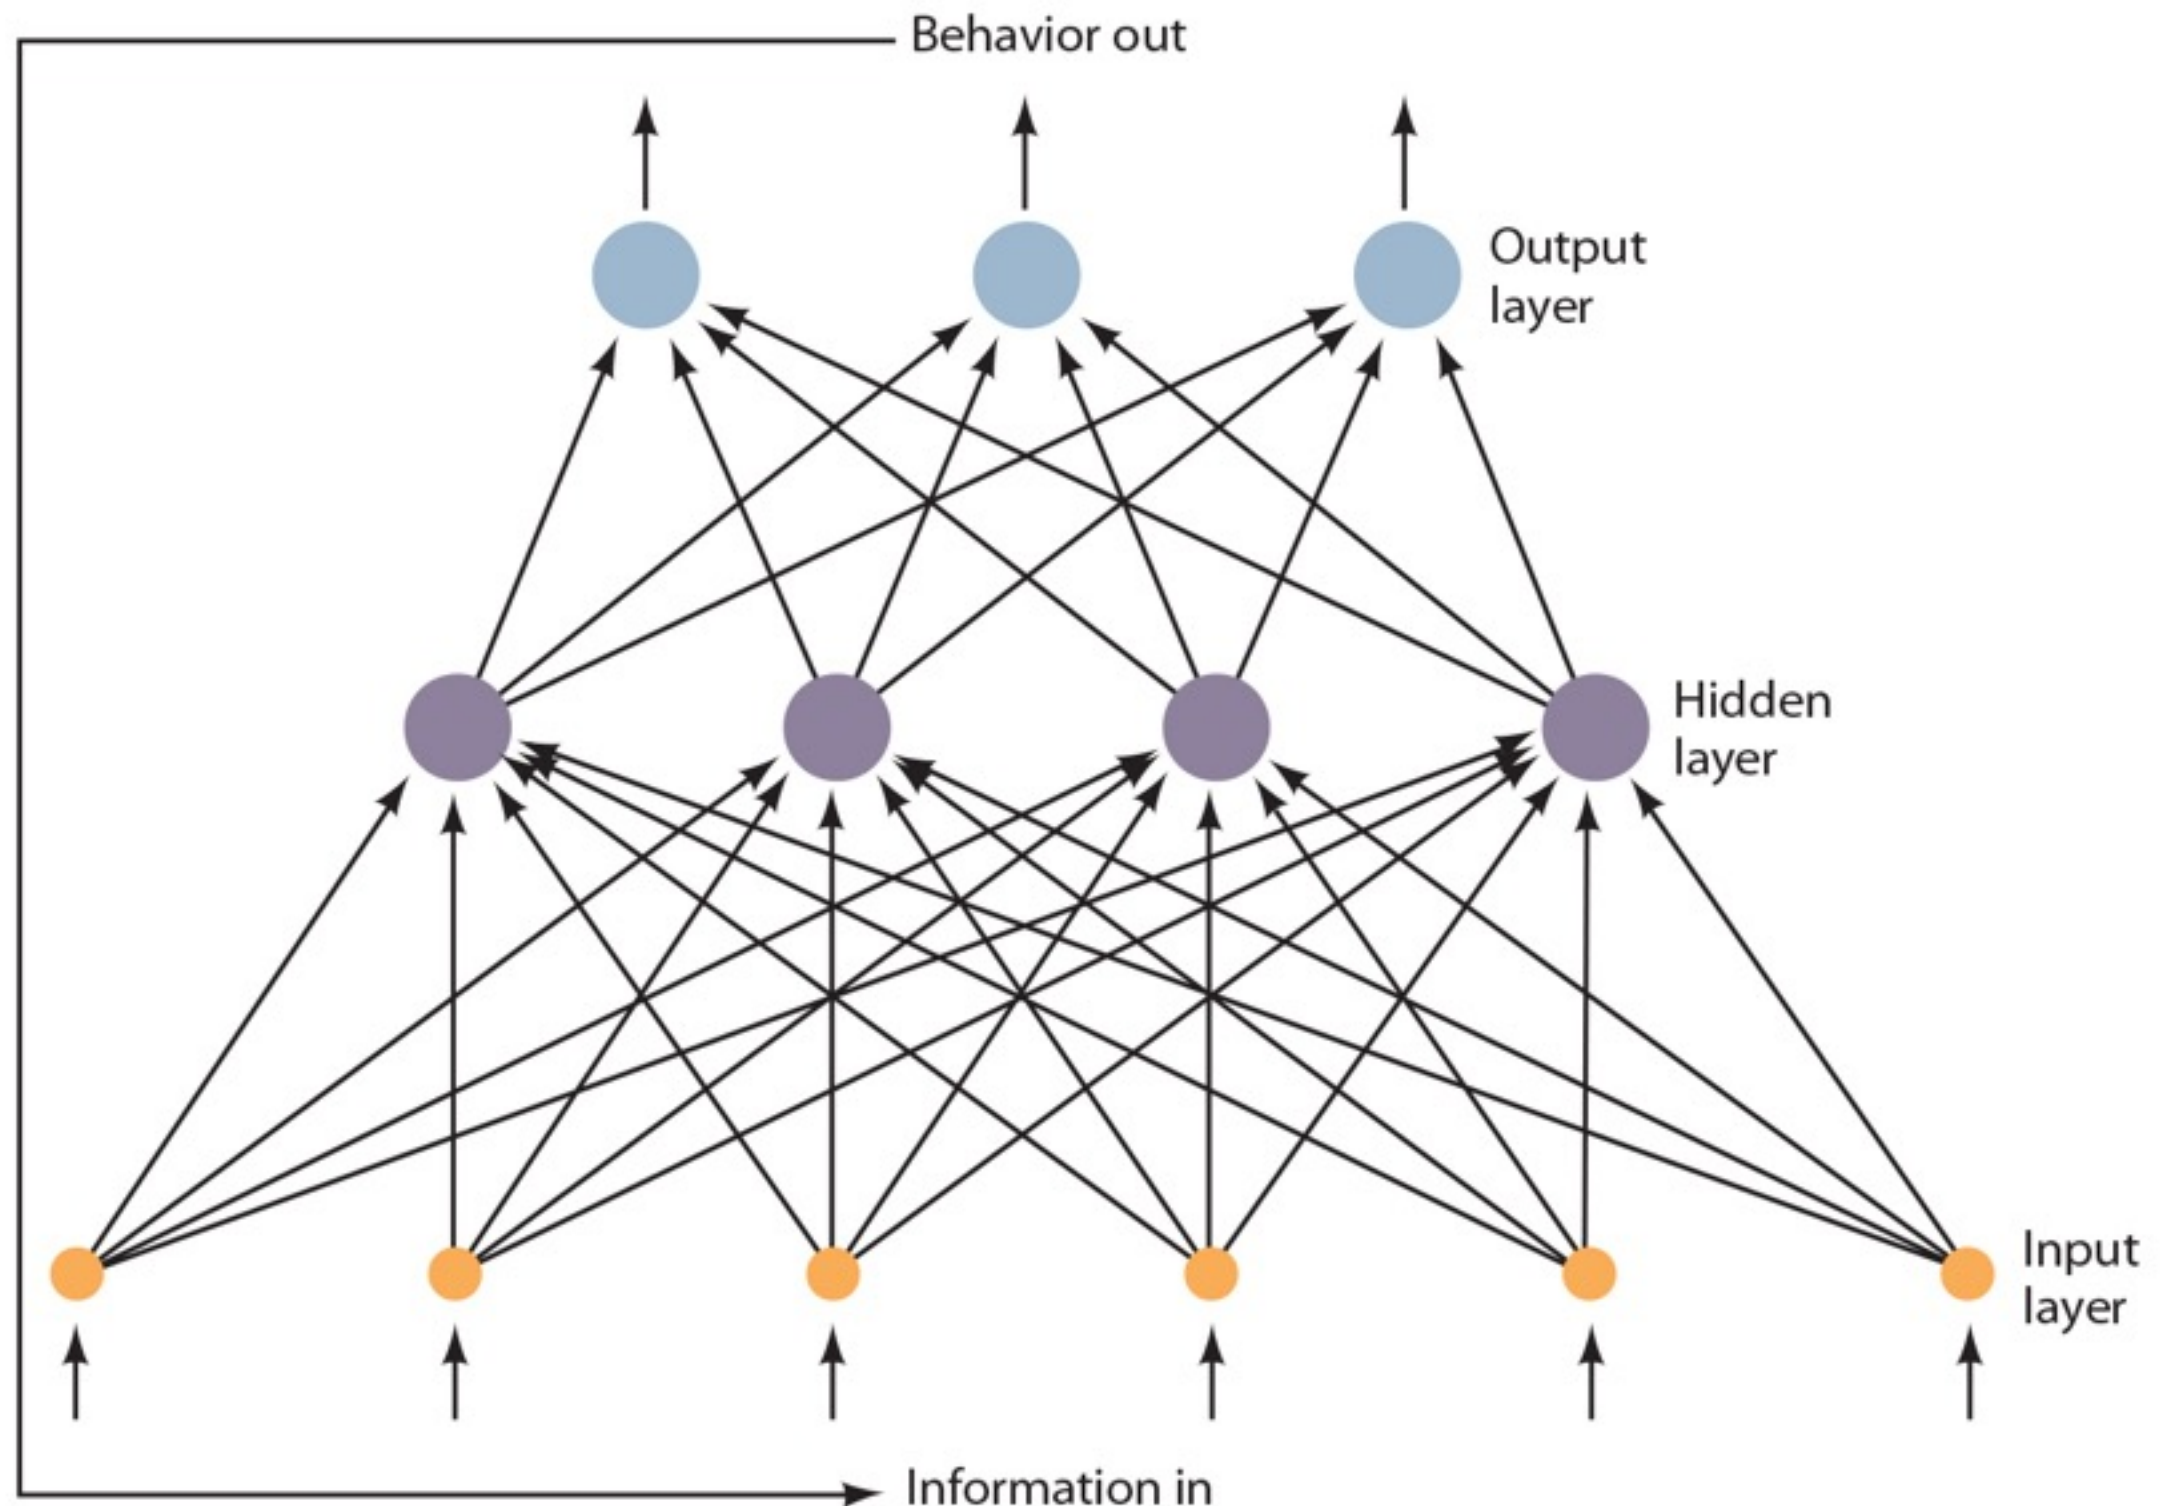 Behavior out
Output
layer
Hidden
layer
Input
layer
Information in